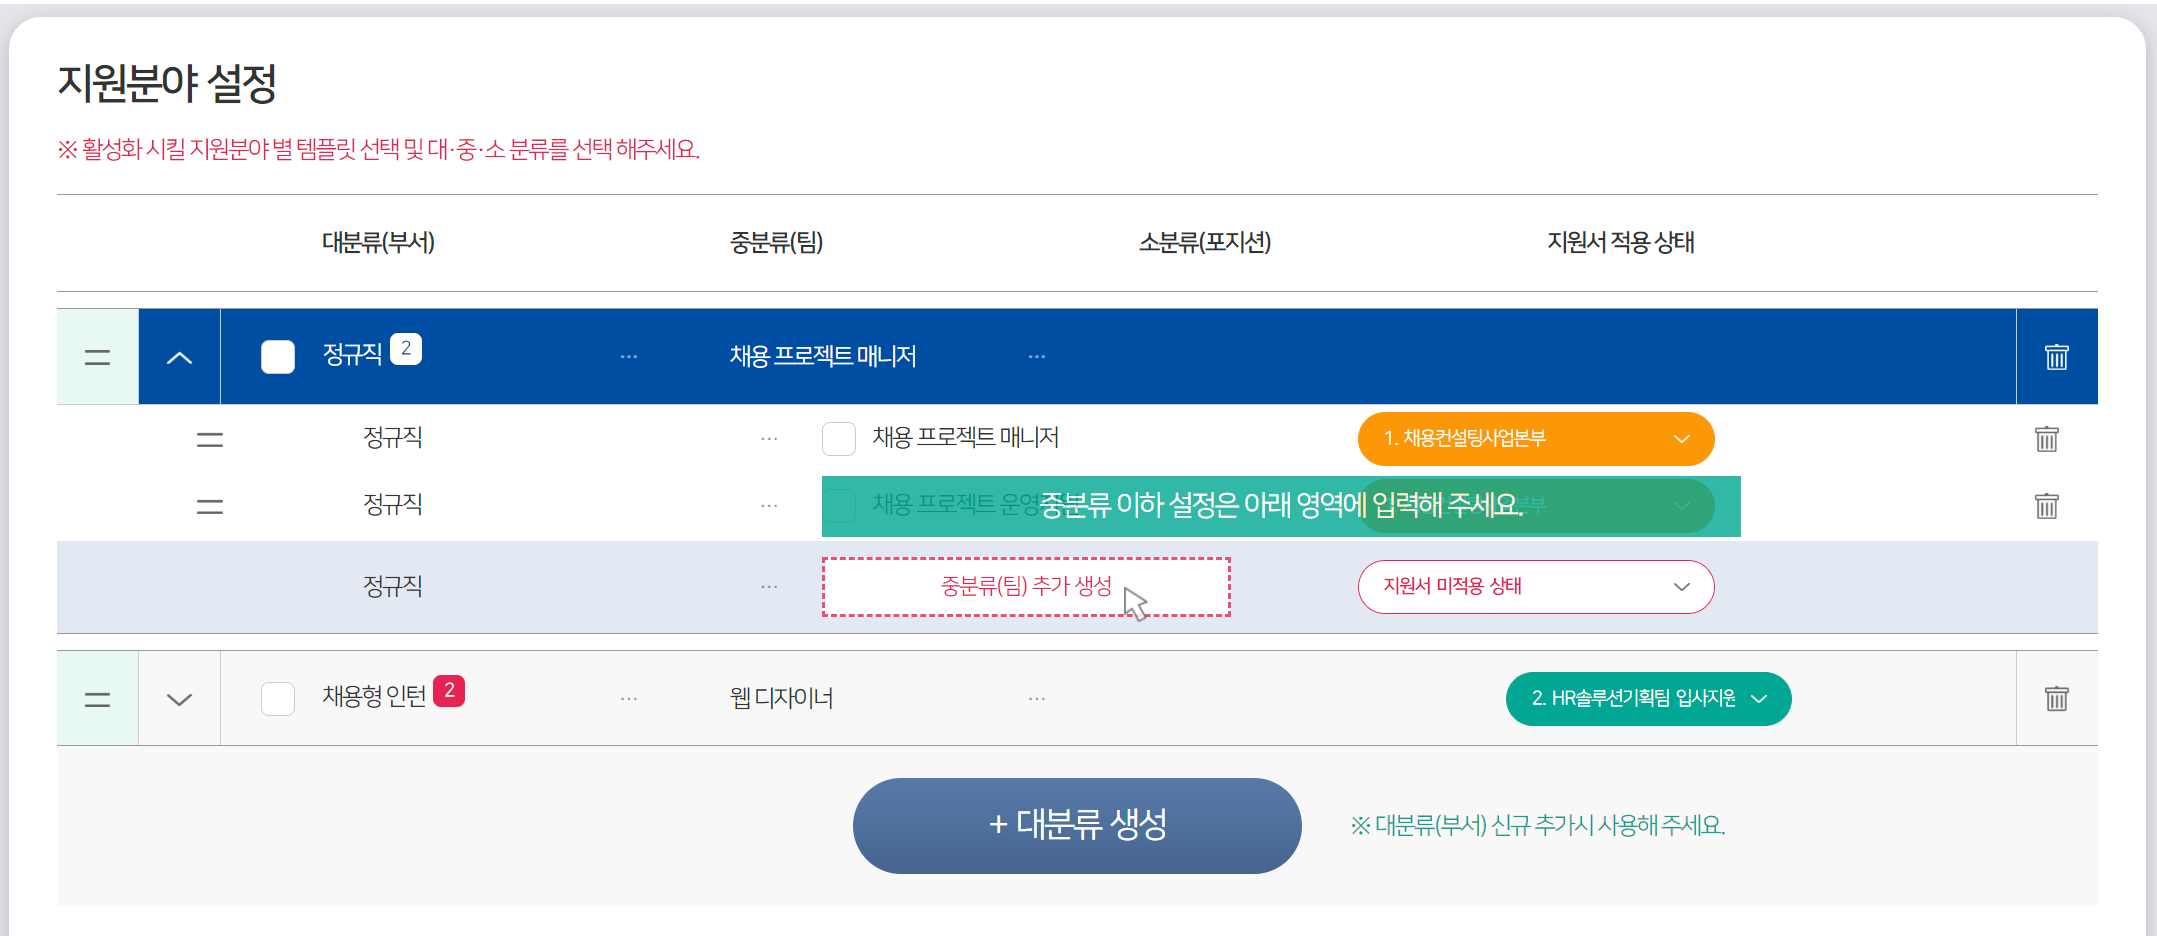 지원분야 설정
※ 활성화 시킬 지원분야 별 템플릿 선택 및 대·중·소 분류를 선택 해주세요.
대분류(부서) 중분류(팀) 소분류(포지션) 지원서 적용 상태
정규직 2 ... 채용 프로젝트 매니저 ...
정규직 ... 채용 프로젝트 매니저 1. 채용컨설팅사업본부
정규직 ... 채용 프로젝트 운영
중분류 이하 설정은 아래 영역에 입력해 주세요.
정규직 ... 중분류(팀) 추가 생성 지원서 미적용 상태
채용형 인턴 2 ... 웹 디자이너 ... 2. HR솔루션기획팀 입사지원
+ 대분류 생성 ※ 대분류(부서) 신규 추가시 사용해 주세요.